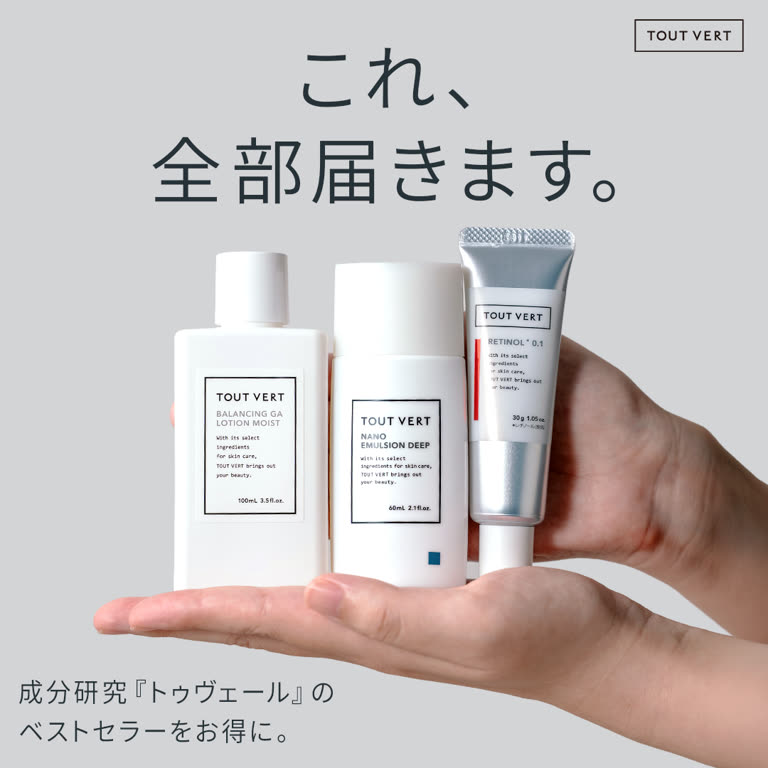 TOUT VERT
これ、
全部届きます。
TOUT VERT
BALANCING GA
LOTION MOIST
With its select
ingredients
for skin care,
TOUT VERT brings out
your beauty.
100mL 3.5fl.oz.
TOUT VERT
NANO
EMULSION DEEP
With its select
ingredients for skin care,
TOUT VERT brings out
your beauty.
60mL 2.1fl.oz.
TOUT VERT
RETINOL* 0.1
With its select
ingredients
for skin care,
TOUT VERT brings out
your beauty.
30g 1.05oz.
成分研究『トゥヴェール』の
ベストセラーをお得に。